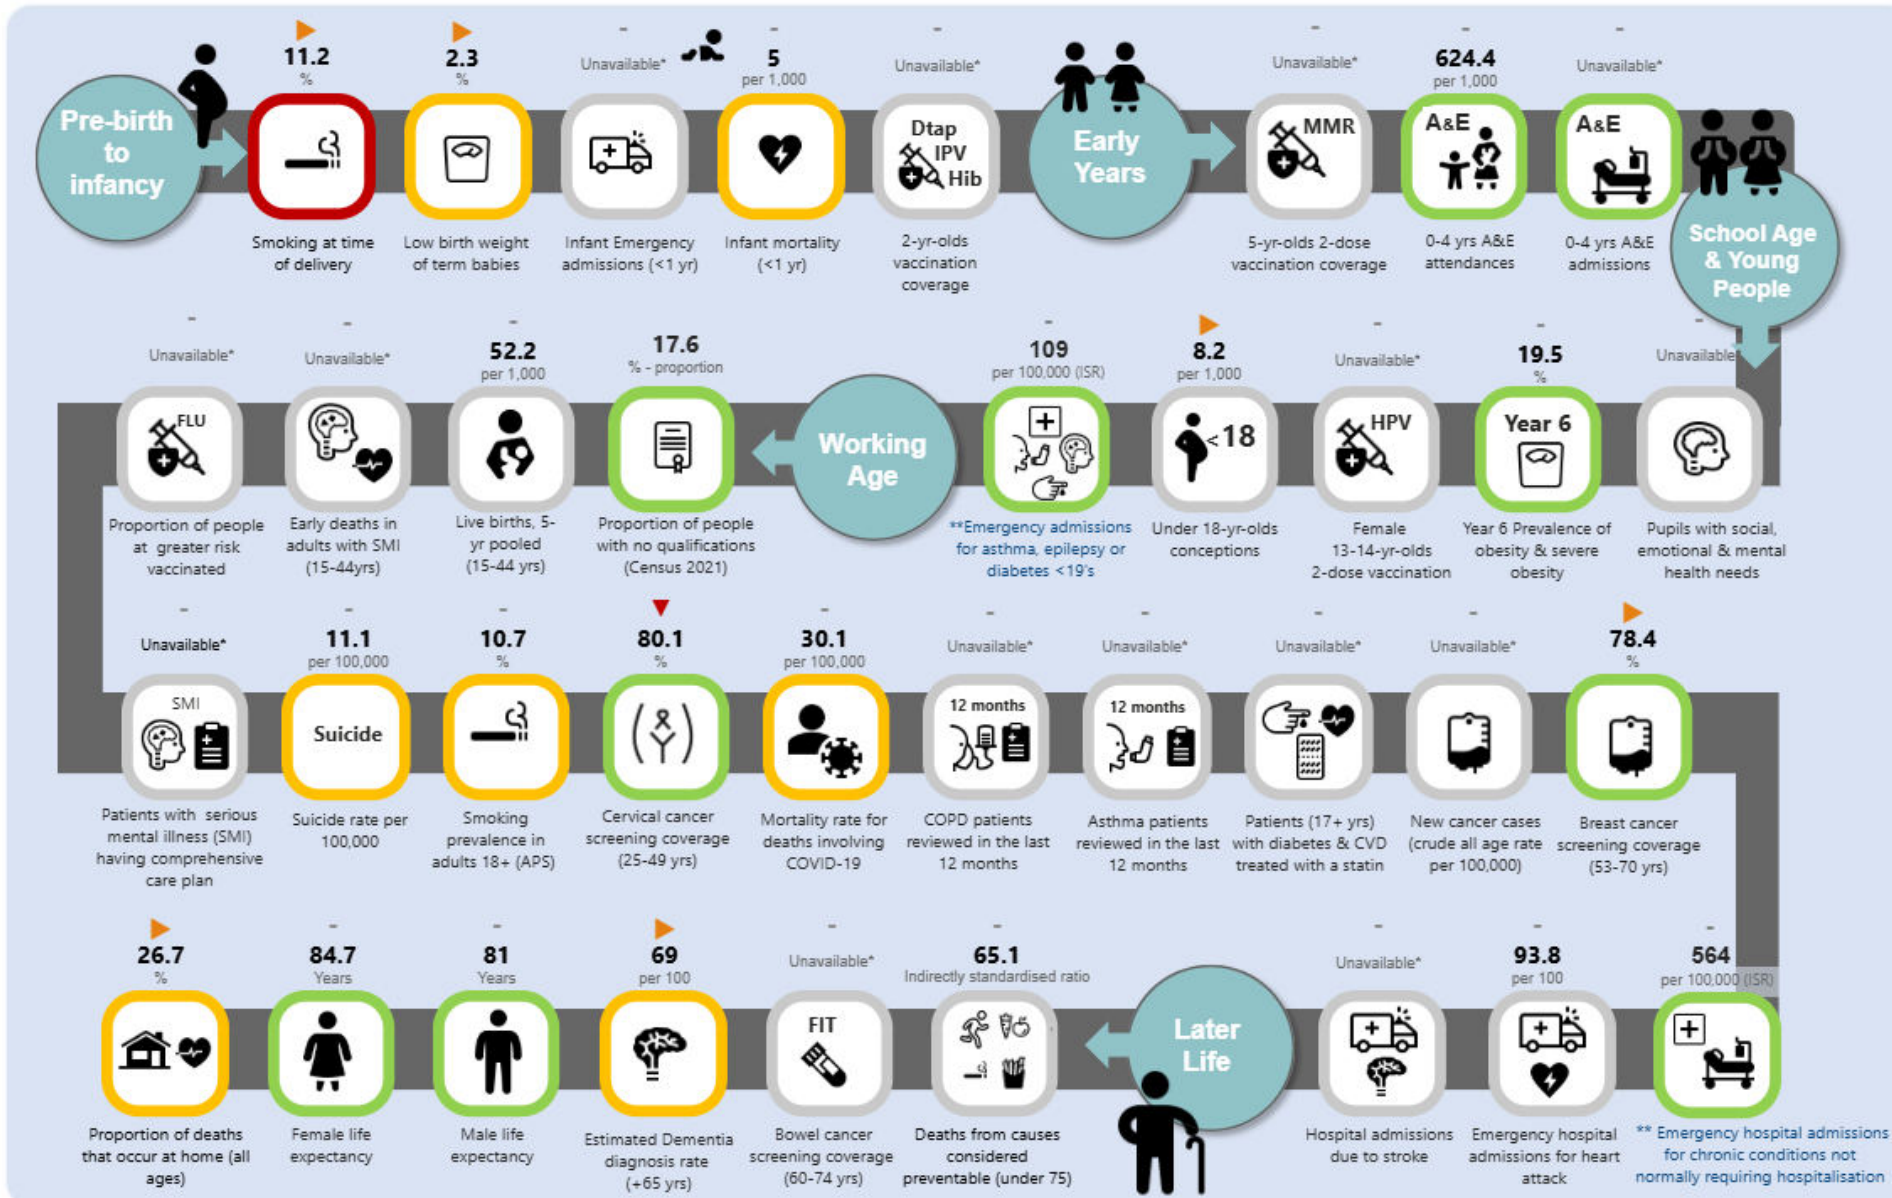 Pre-birth
to
infancy
-
-
-
11.2
%
2.3
%
Unavailable*
5
per 1,000
Unavailable*
Dtap
IPV
Hib
Smoking at time
of delivery
Low birth weight
of term babies
Infant Emergency
admissions (<1 yr)
Infant mortality
(<1 yr)
2-yr-olds
vaccination
coverage
Early
Years
-
-
-
Unavailable*
624.4
per 1,000
Unavailable*
MMR
A&E
A&E
5-yr-olds 2-dose
vaccination coverage
0-4 yrs A&E
attendances
0-4 yrs A&E
admissions
School Age
& Young
People
-
-
-
-
-
-
-
Unavailable*
Unavailable*
52.2
per 1,000
17.6
% - proportion
109
per 100,000 (ISR)
8.2
per 1,000
Unavailable*
19.5
%
Unavailable
FLU
Working
Age
<18
HPV
Year 6
Proportion of people
at greater risk
vaccinated
Early deaths in
adults with SMI
(15-44yrs)
Live births, 5-
yr pooled
(15-44 yrs)
Proportion of people
with no qualifications
(Census 2021)
**Emergency admissions
for asthma, epilepsy or
diabetes <19's
Under 18-yr-olds
conceptions
Female
13-14-yr-olds
2-dose vaccination
Year 6 Prevalence of
obesity & severe
obesity
Pupils with social,
emotional & mental
health needs
-
-
-
-
-
-
-
-
Unavailable*
11.1
per 100,000
10.7
%
80.1
%
30.1
per 100,000
Unavailable*
Unavailable*
Unavailable*
Unavailable*
78.4
%
SMI
Suicide
12 months
12 months
Patients with serious
mental illness (SMI)
having comprehensive
care plan
Suicide rate per
100,000
Smoking
prevalence in
adults 18+ (APS)
Cervical cancer
screening coverage
(25-49 yrs)
Mortality rate for
deaths involving
COVID-19
COPD patients
reviewed in the last
12 months
Asthma patients
reviewed in the last
12 months
Patients (17+ yrs)
with diabetes & CVD
treated with a statin
New cancer cases
(crude all age rate
per 100,000)
Breast cancer
screening coverage
(53-70 yrs)
-
-
-
-
-
-
-
26.7
%
84.7
Years
81
Years
69
per 100
Unavailable*
65.1
Indirectly standardised ratio
Unavailable*
93.8
per 100
564
per 100,000 (ISR)
FIT
Later
Life
Proportion of deaths
that occur at home (all
ages)
Female life
expectancy
Male life
expectancy
Estimated Dementia
diagnosis rate
(+65 yrs)
Bowel cancer
screening coverage
(60-74 yrs)
Deaths from causes
considered
preventable (under 75)
Hospital admissions
due to stroke
Emergency hospital
admissions for heart
attack
** Emergency hospital admissions
for chronic conditions not
normally requiring hospitalisation